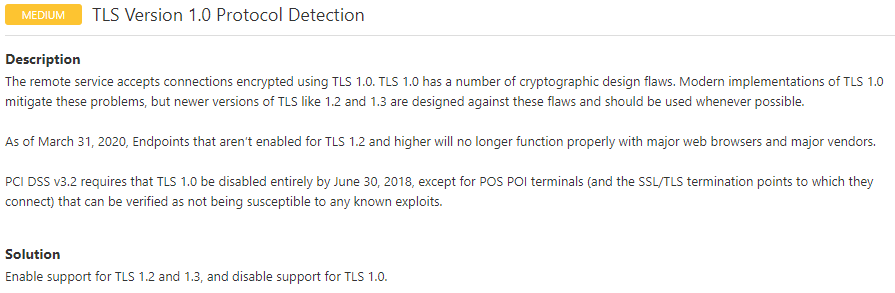 MEDIUM TLS Version 1.0 Protocol Detection
Description
The remote service accepts connections encrypted using TLS 1.0. TLS 1.0 has a number of cryptographic design flaws. Modern implementations of TLS 1.0
mitigate these problems, but newer versions of TLS like 1.2 and 1.3 are designed against these flaws and should be used whenever possible.
As of March 31, 2020, Endpoints that aren't enabled for TLS 1.2 and higher will no longer function properly with major web browsers and major vendors.
PCI DSS v3.2 requires that TLS 1.0 be disabled entirely by June 30, 2018, except for POS POI terminals (and the SSL/TLS termination points to which they
connect) that can be verified as not being susceptible to any known exploits.
Solution
Enable support for TLS 1.2 and 1.3, and disable support for TLS 1.0.